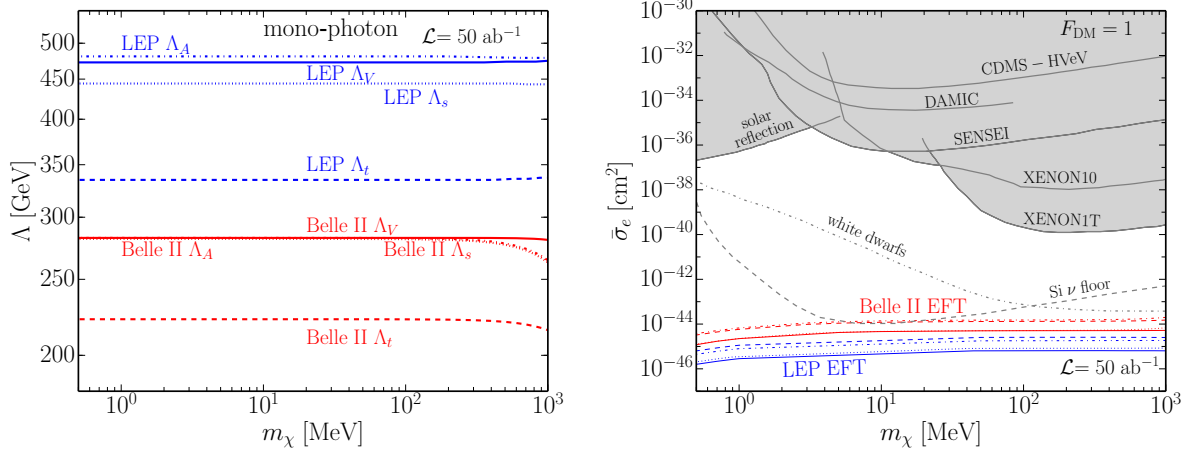 mono-photon
𝓛= 50 ab⁻¹
LEP Λ_A
LEP Λ_V
LEP Λ_s
LEP Λ_t
Belle II Λ_V
Belle II Λ_A
Belle II Λ_s
Belle II Λ_t
500
450
400
350
300
250
200
Λ [GeV]
10⁰
10¹
10²
10³
m_χ [MeV]
F_DM = 1
CDMS − HVeV
DAMIC
solar
reflection
SENSEI
XENON10
XENON1T
white dwarfs
Si ν floor
Belle II EFT
LEP EFT
𝓛= 50 ab⁻¹
10⁻³⁰
10⁻³²
10⁻³⁴
10⁻³⁶
10⁻³⁸
10⁻⁴⁰
10⁻⁴²
10⁻⁴⁴
10⁻⁴⁶
σ̄_e [cm²]
10⁰
10¹
10²
10³
m_χ [MeV]